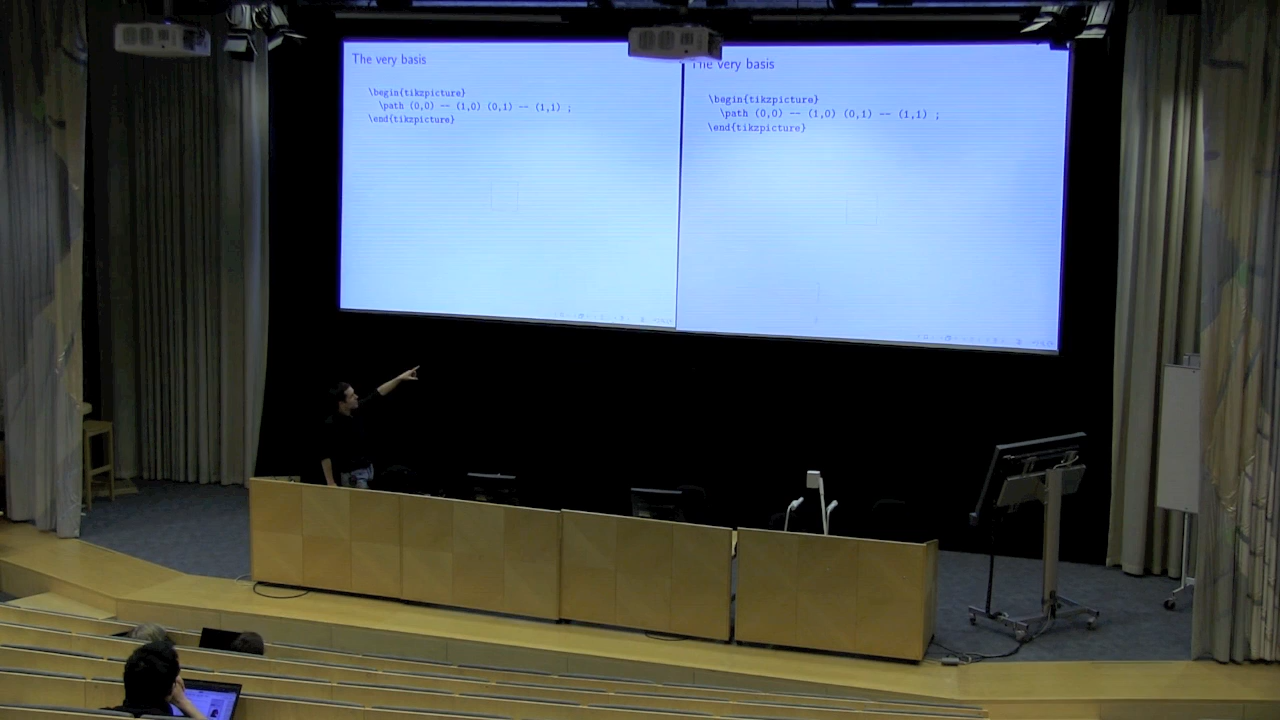 The very basis
\begin{tikzpicture}
\path (0,0) -- (1,0) (0,1) -- (1,1) ;
\end{tikzpicture}
The very basis
\begin{tikzpicture}
\path (0,0) -- (1,0) (0,1) -- (1,1) ;
\end{tikzpicture}